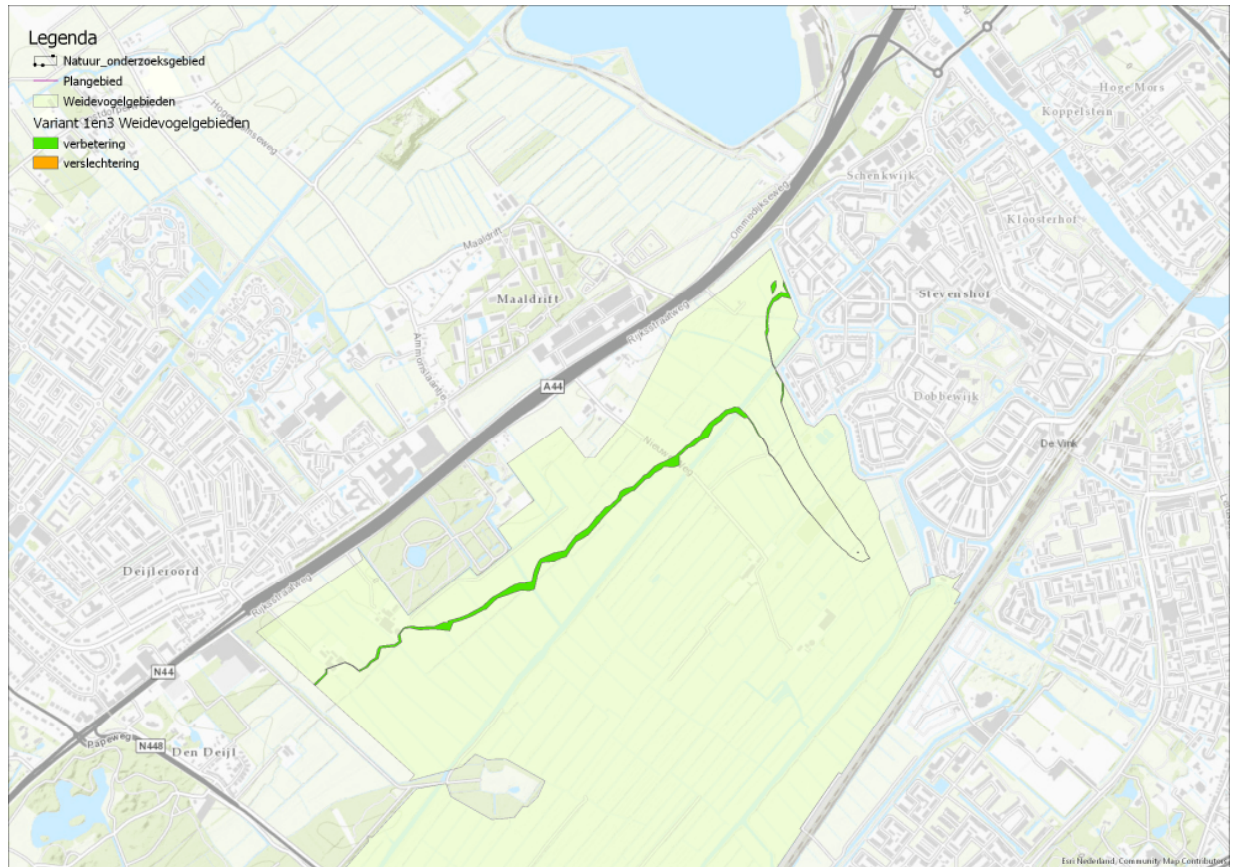 Legenda
Natuur_onderzoeksgebied
Plangebied
Weidevogelgebieden
Variant 1en3 Weidevogelgebieden
verbetering
verslechtering
Hoge Mors
Koppelstein
Schenkwijk
Ommedijkseweg
Kloosterhof
Maaldrift
Maaldrift
Stevenshof
Rijksstraatweg
Ammonslaantje
A44
Dobbewijk
De Vink
Deijleroord
Rijksstraatweg
N44
Papeweg
N448
Den Deijl
Esri Nederland, Community Map Contributors